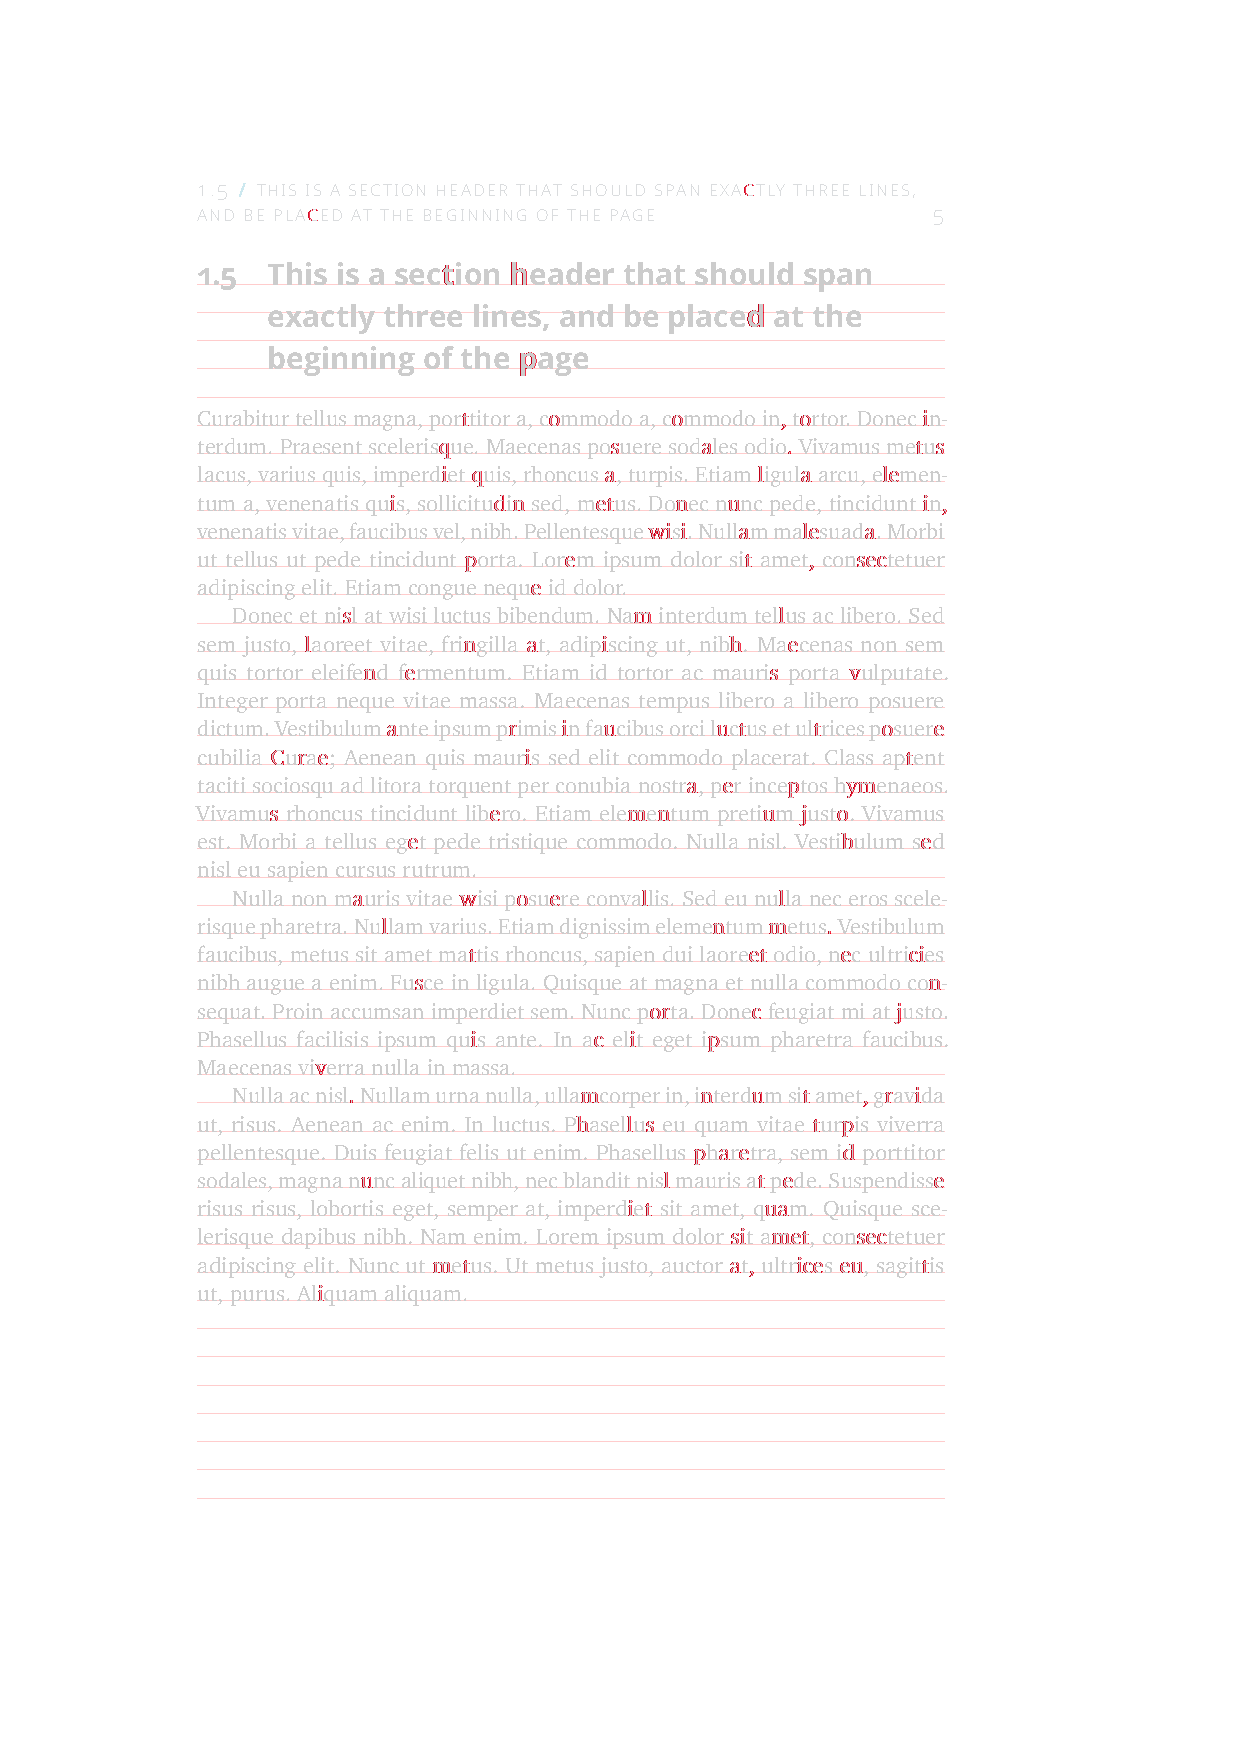 1.5 / THIS IS A SECTION HEADER THAT SHOULD SPAN EXACTLY THREE LINES,
AND BE PLACED AT THE BEGINNING OF THE PAGE 5
1.5 This is a section header that should span
exactly three lines, and be placed at the
beginning of the page
Curabitur tellus magna, porttitor a, commodo a, commodo in, tortor. Donec in-
terdum. Praesent scelerisque. Maecenas posuere sodales odio. Vivamus metus
lacus, varius quis, imperdiet quis, rhoncus a, turpis. Etiam ligula arcu, elemen-
tum a, venenatis quis, sollicitudin sed, metus. Donec nunc pede, tincidunt in,
venenatis vitae, faucibus vel, nibh. Pellentesque wisi. Nullam malesuada. Morbi
ut tellus ut pede tincidunt porta. Lorem ipsum dolor sit amet, consectetuer
adipiscing elit. Etiam congue neque id dolor.
Donec et nisl at wisi luctus bibendum. Nam interdum tellus ac libero. Sed
sem justo, laoreet vitae, fringilla at, adipiscing ut, nibh. Maecenas non sem
quis tortor eleifend fermentum. Etiam id tortor ac mauris porta vulputate.
Integer porta neque vitae massa. Maecenas tempus libero a libero posuere
dictum. Vestibulum ante ipsum primis in faucibus orci luctus et ultrices posuere
cubilia Curae; Aenean quis mauris sed elit commodo placerat. Class aptent
taciti sociosqu ad litora torquent per conubia nostra, per inceptos hymenaeos.
Vivamus rhoncus tincidunt libero. Etiam elementum pretium justo. Vivamus
est. Morbi a tellus eget pede tristique commodo. Nulla nisl. Vestibulum sed
nisl eu sapien cursus rutrum.
Nulla non mauris vitae wisi posuere convallis. Sed eu nulla nec eros scele-
risque pharetra. Nullam varius. Etiam dignissim elementum metus. Vestibulum
faucibus, metus sit amet mattis rhoncus, sapien dui laoreet odio, nec ultricies
nibh augue a enim. Fusce in ligula. Quisque at magna et nulla commodo con-
sequat. Proin accumsan imperdiet sem. Nunc porta. Donec feugiat mi at justo.
Phasellus facilisis ipsum quis ante. In ac elit eget ipsum pharetra faucibus.
Maecenas viverra nulla in massa.
Nulla ac nisl. Nullam urna nulla, ullamcorper in, interdum sit amet, gravida
ut, risus. Aenean ac enim. In luctus. Phasellus eu quam vitae turpis viverra
pellentesque. Duis feugiat felis ut enim. Phasellus pharetra, sem id porttitor
sodales, magna nunc aliquet nibh, nec blandit nisl mauris at pede. Suspendisse
risus risus, lobortis eget, semper at, imperdiet sit amet, quam. Quisque sce-
lerisque dapibus nibh. Nam enim. Lorem ipsum dolor sit amet, consectetuer
adipiscing elit. Nunc ut metus. Ut metus justo, auctor at, ultrices eu, sagittis
ut, purus. Aliquam aliquam.